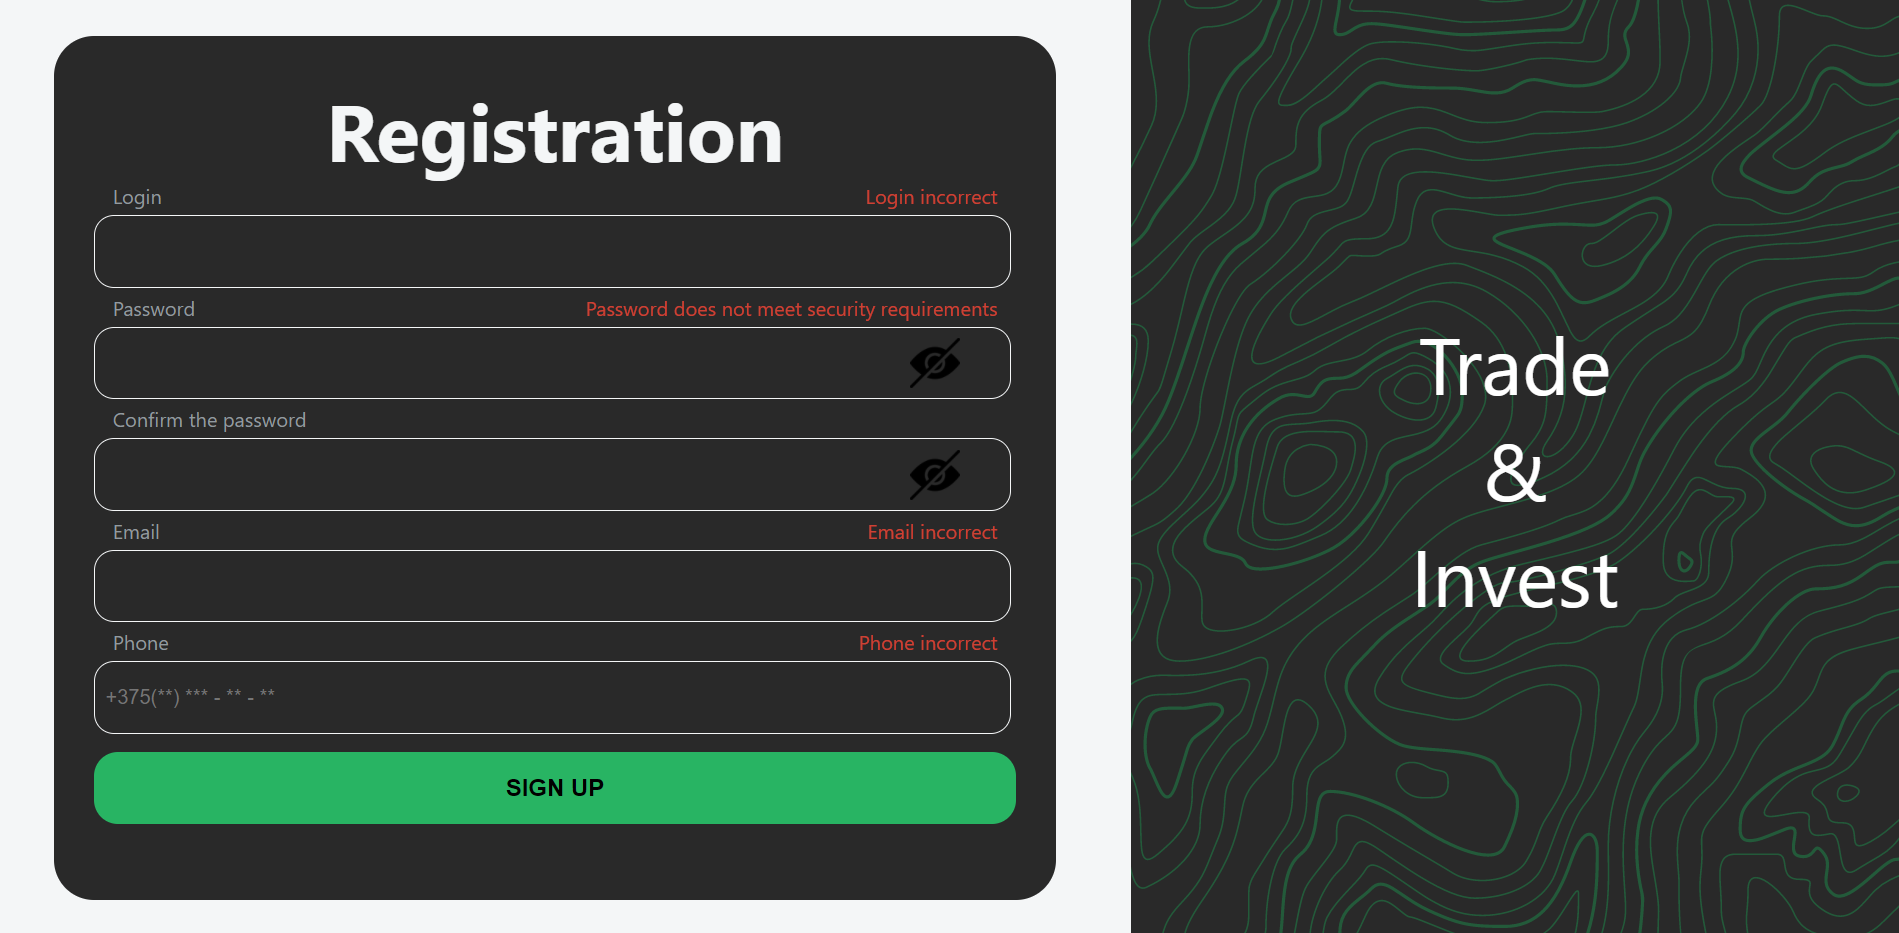 Registration
Login Login incorrect
Password Password does not meet security requirements
Confirm the password
Email Email incorrect
Phone Phone incorrect
+375(**) *** - ** - **
SIGN UP
Trade
&
Invest